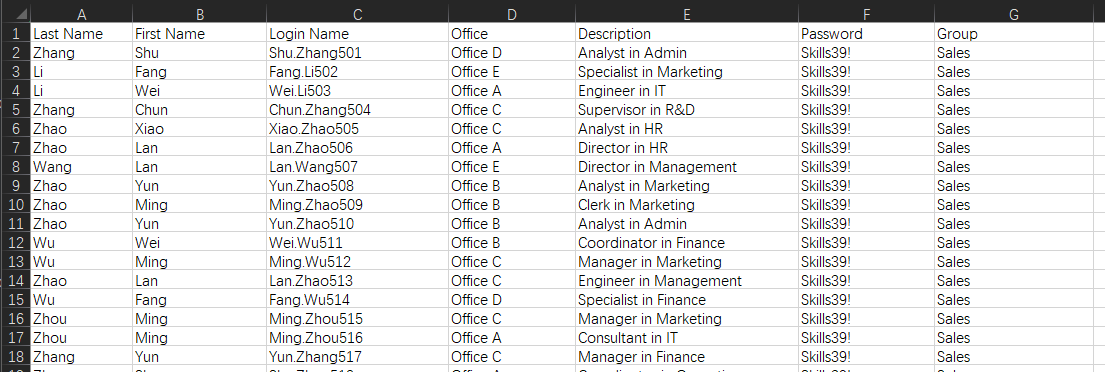 A B C D E F G
1 Last Name First Name Login Name Office Description Password Group
2 Zhang Shu Shu.Zhang501 Office D Analyst in Admin Skills39! Sales
3 Li Fang Fang.Li502 Office E Specialist in Marketing Skills39! Sales
4 Li Wei Wei.Li503 Office A Engineer in IT Skills39! Sales
5 Zhang Chun Chun.Zhang504 Office C Supervisor in R&D Skills39! Sales
6 Zhao Xiao Xiao.Zhao505 Office C Analyst in HR Skills39! Sales
7 Zhao Lan Lan.Zhao506 Office A Director in HR Skills39! Sales
8 Wang Lan Lan.Wang507 Office E Director in Management Skills39! Sales
9 Zhao Yun Yun.Zhao508 Office B Analyst in Marketing Skills39! Sales
10 Zhao Ming Ming.Zhao509 Office B Clerk in Marketing Skills39! Sales
11 Zhao Yun Yun.Zhao510 Office B Analyst in Admin Skills39! Sales
12 Wu Wei Wei.Wu511 Office B Coordinator in Finance Skills39! Sales
13 Wu Ming Ming.Wu512 Office C Manager in Marketing Skills39! Sales
14 Zhao Lan Lan.Zhao513 Office C Engineer in Management Skills39! Sales
15 Wu Fang Fang.Wu514 Office D Specialist in Finance Skills39! Sales
16 Zhou Ming Ming.Zhou515 Office C Manager in Marketing Skills39! Sales
17 Zhou Ming Ming.Zhou516 Office A Consultant in IT Skills39! Sales
18 Zhang Yun Yun.Zhang517 Office C Manager in Finance Skills39! Sales